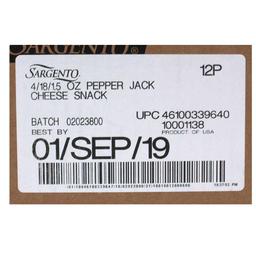 SARGENTO
12P
4/18/1.5 OZ PEPPER JACK
CHEESE SNACK
BATCH 02023800
UPC 46100339640
10001138
BEST BY
PRODUCT OF USA
01/SEP/19